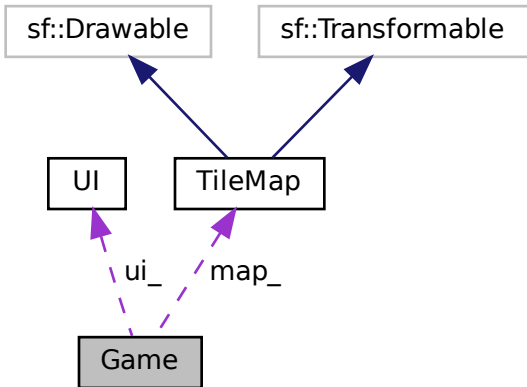 sf::Drawable
sf::Transformable
UI
TileMap
ui_
map_
Game